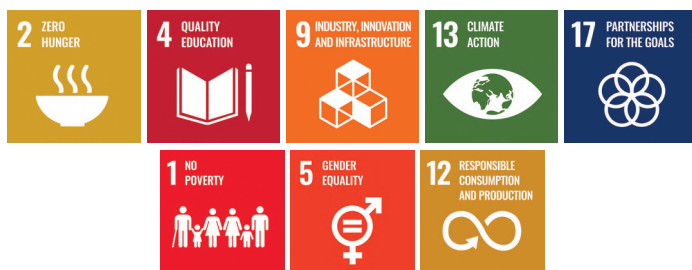 2 ZERO
HUNGER
4 QUALITY
EDUCATION
9 INDUSTRY, INNOVATION
AND INFRASTRUCTURE
13 CLIMATE
ACTION
17 PARTNERSHIPS
FOR THE GOALS
1 NO
POVERTY
5 GENDER
EQUALITY
12 RESPONSIBLE
CONSUMPTION
AND PRODUCTION